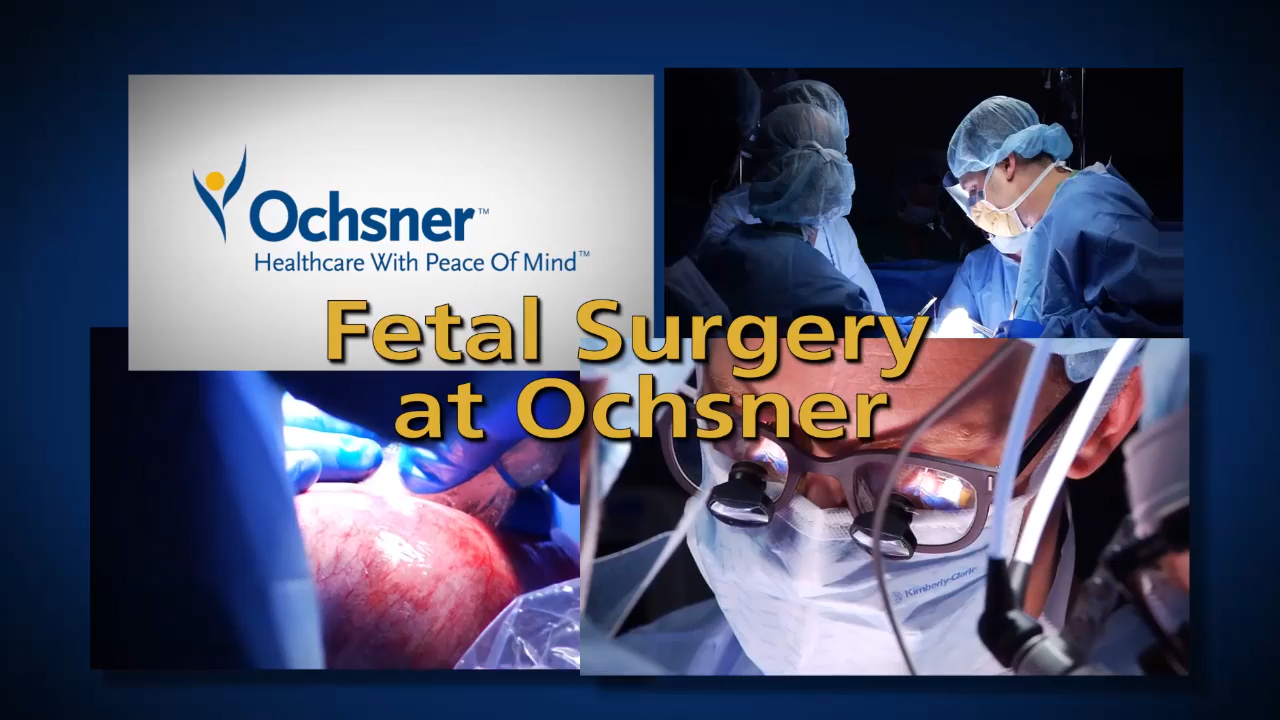 Ochsner™
Healthcare With Peace Of Mind™
Fetal Surgery
at Ochsner
Kimberly-Clark